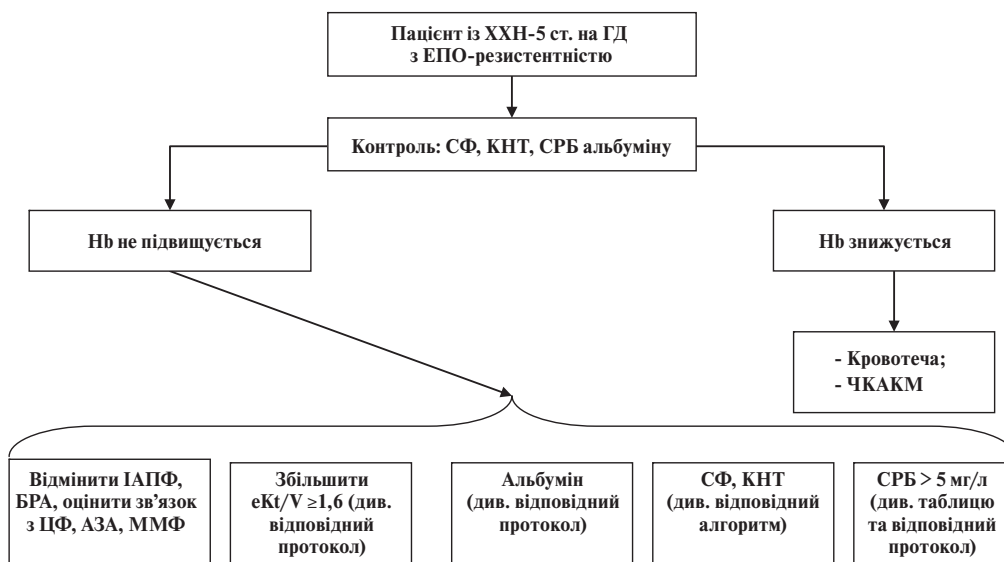 Пацієнт із ХХН-5 ст. на ГД
з ЕПО-резистентністю
Контроль: СФ, КНТ, СРБ альбуміну
Hb не підвищується
Hb знижується
- Кровотеча;
- ЧКАКМ
Відмінити ІАПФ,
БРА, оцінити зв'язок
з ЦФ, АЗА, ММФ
Збільшити
eKt/V ≥1,6 (див.
відповідний
протокол)
Альбумін
(див. відповідний
протокол)
СФ, КНТ
(див. відповідний
алгоритм)
СРБ > 5 мг/л
(див. таблицю
та відповідний
протокол)